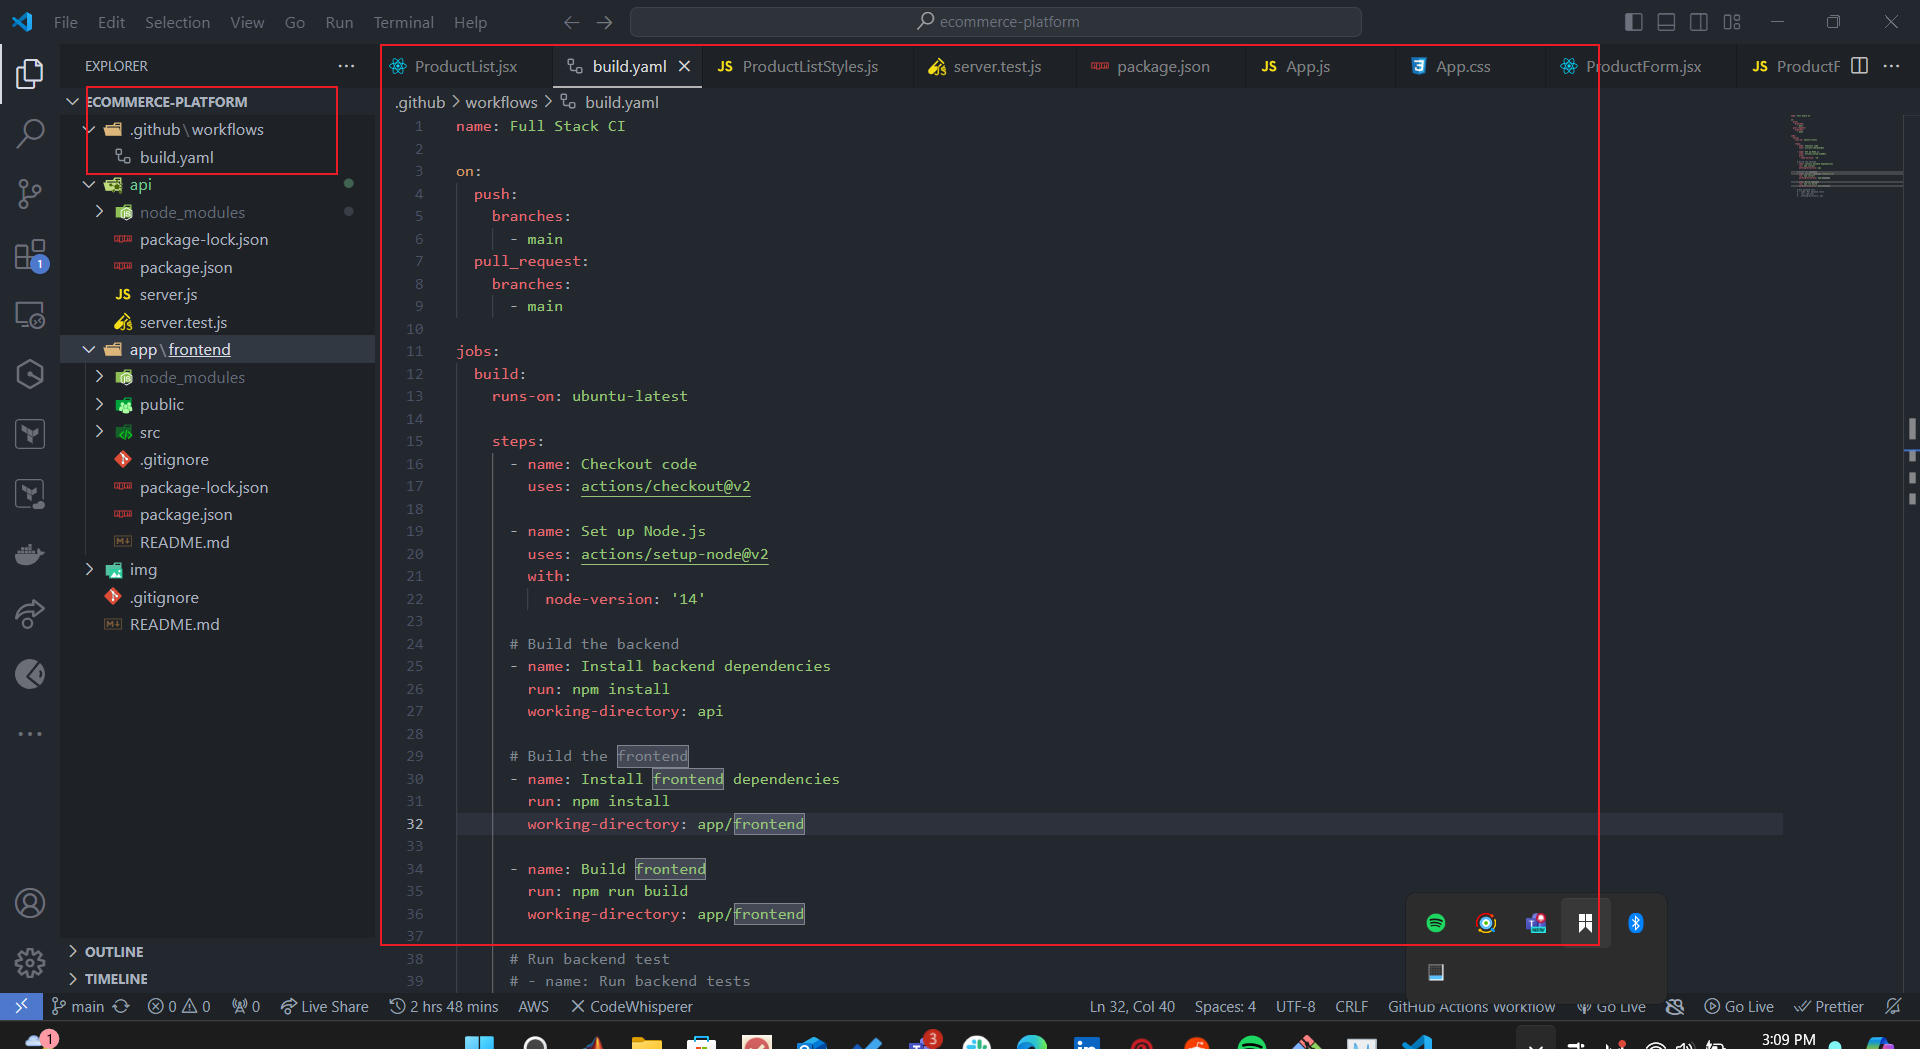 File Edit Selection View Go Run Terminal Help
ecommerce-platform
EXPLORER
ProductList.jsx build.yaml JS ProductListStyles.js server.test.js package.json JS App.js App.css ProductForm.jsx JS ProductF
ECOMMERCE-PLATFORM
.github\workflows
build.yaml
api
node_modules
package-lock.json
package.json
JS server.js
server.test.js
app\frontend
node_modules
public
src
.gitignore
package-lock.json
package.json
README.md
img
.gitignore
README.md
OUTLINE
TIMELINE
.github > workflows > build.yaml
1 name: Full Stack CI
2
3 on:
4 push:
5 branches:
6 - main
7 pull_request:
8 branches:
9 - main
10
11 jobs:
12 build:
13 runs-on: ubuntu-latest
14
15 steps:
16 - name: Checkout code
17 uses: actions/checkout@v2
18
19 - name: Set up Node.js
20 uses: actions/setup-node@v2
21 with:
22 node-version: '14'
23
24 # Build the backend
25 - name: Install backend dependencies
26 run: npm install
27 working-directory: api
28
29 # Build the frontend
30 - name: Install frontend dependencies
31 run: npm install
32 working-directory: app/frontend
33
34 - name: Build frontend
35 run: npm run build
36 working-directory: app/frontend
37
38 # Run backend test
39 # - name: Run backend tests
1
main 0 0 0 Live Share 2 hrs 48 mins AWS CodeWhisperer Ln 32, Col 40 Spaces: 4 UTF-8 CRLF GitHub Actions Workflow Go Live Go Live Prettier
1 3 3:09 PM